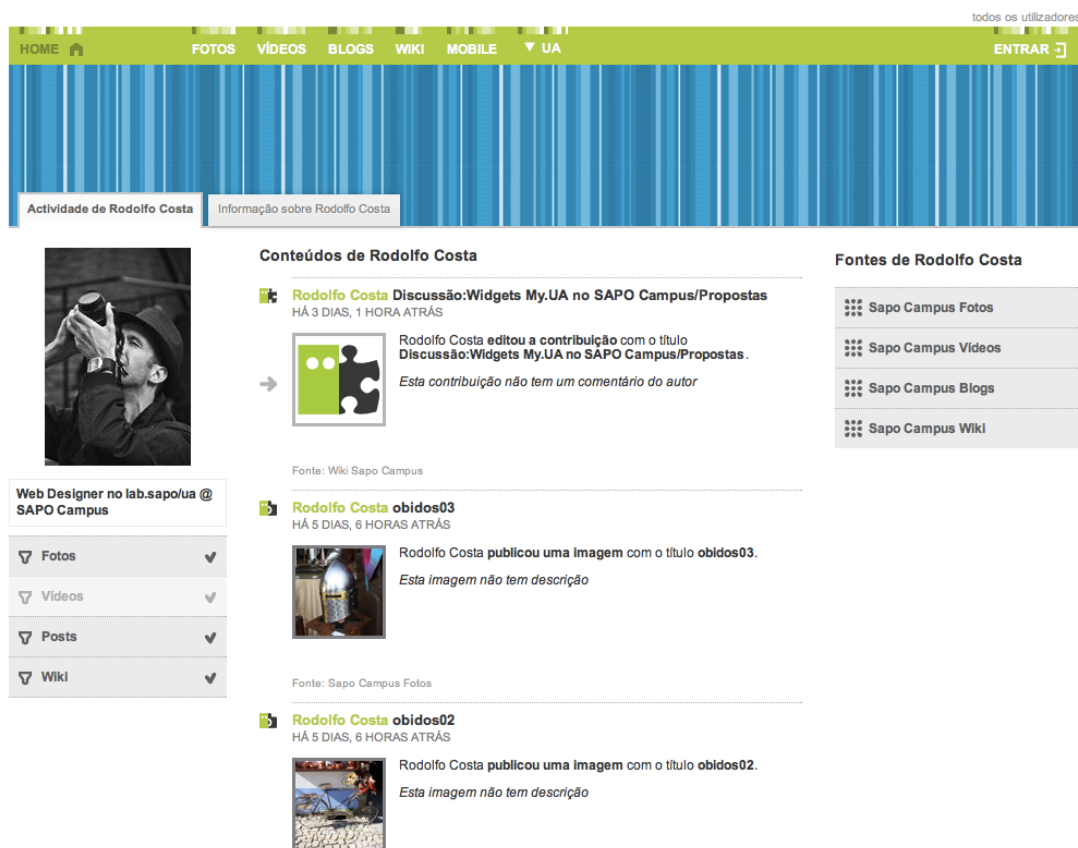 todos os utilizadores
HOME FOTOS VÍDEOS BLOGS WIKI MOBILE ▼ UA ENTRAR
Actividade de Rodolfo Costa
Informação sobre Rodolfo Costa
Web Designer no lab.sapo/ua @
SAPO Campus
Fotos
Vídeos
Posts
Wiki
Conteúdos de Rodolfo Costa
Rodolfo Costa Discussão:Widgets My.UA no SAPO Campus/Propostas
HÁ 3 DIAS, 1 HORA ATRÁS
Rodolfo Costa editou a contribuição com o título
Discussão:Widgets My.UA no SAPO Campus/Propostas.
Esta contribuição não tem um comentário do autor
Fonte: Wiki Sapo Campus
Rodolfo Costa obidos03
HÁ 5 DIAS, 6 HORAS ATRÁS
Rodolfo Costa publicou uma imagem com o título obidos03.
Esta imagem não tem descrição
Fonte: Sapo Campus Fotos
Rodolfo Costa obidos02
HÁ 5 DIAS, 6 HORAS ATRÁS
Rodolfo Costa publicou uma imagem com o título obidos02.
Esta imagem não tem descrição
Fontes de Rodolfo Costa
Sapo Campus Fotos
Sapo Campus Vídeos
Sapo Campus Blogs
Sapo Campus Wiki